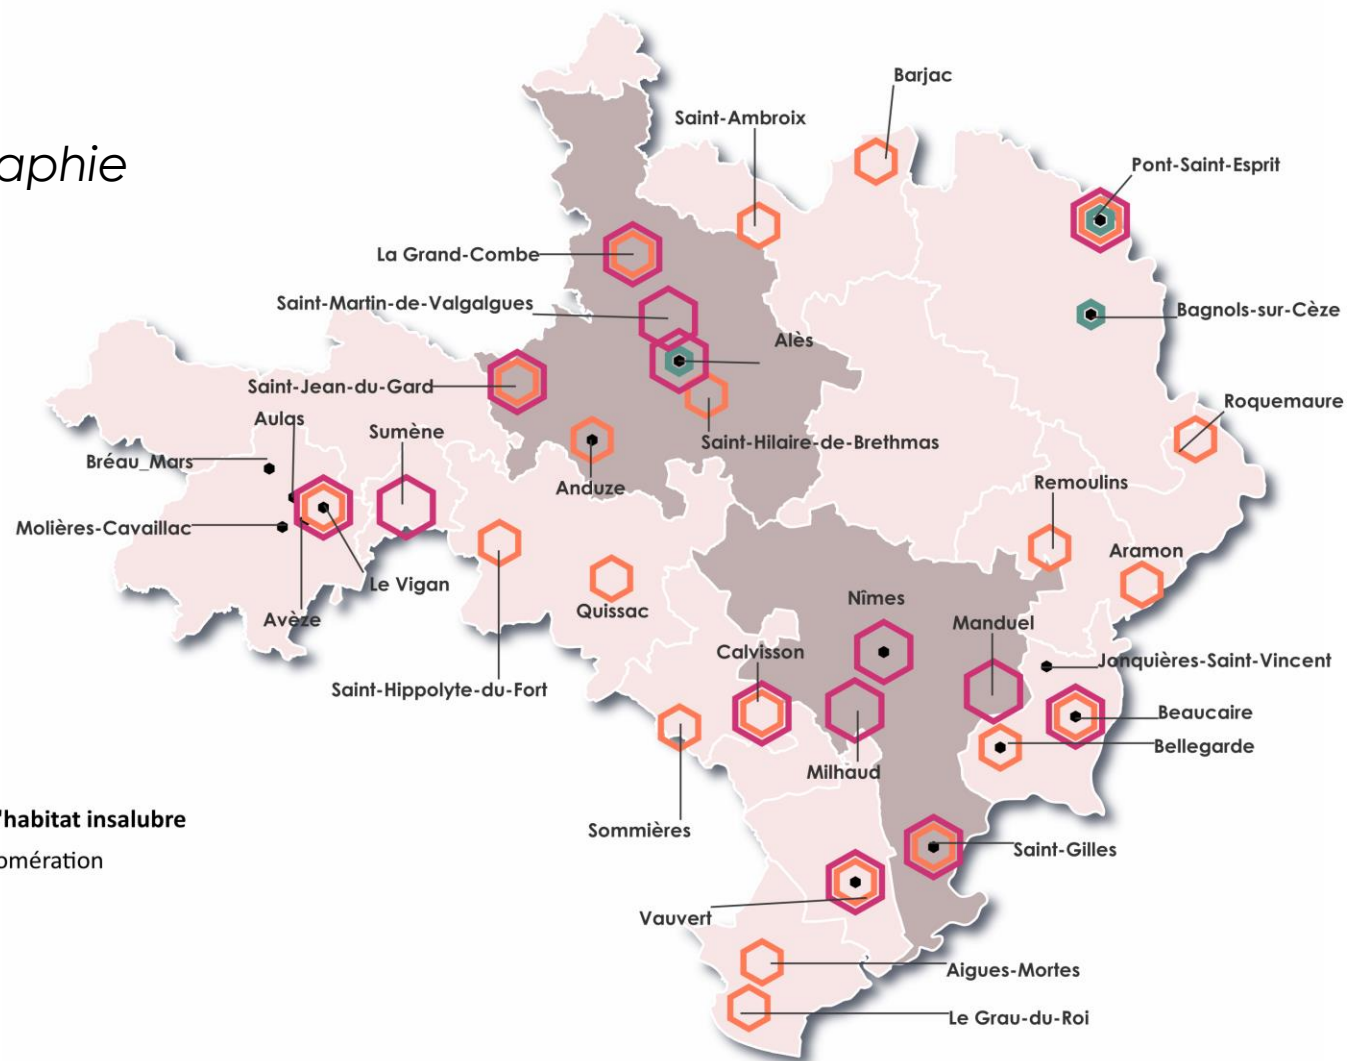 Barjac
Saint-Ambroix
aphie
Pont-Saint-Esprit
La Grand-Combe
Saint-Martin-de-Valgalgues
Bagnols-sur-Cèze
Alès
Saint-Jean-du-Gard
Roquemaure
Aulas
Sumène
Saint-Hilaire-de-Brethmas
Bréau_Mars
Anduze
Remoulins
Molières-Cavaillac
Aramon
Le Vigan
Nîmes
Quissac
Avèze
Manduel
Calvisson
Jonquières-Saint-Vincent
Saint-Hippolyte-du-Fort
Beaucaire
Bellegarde
Milhaud
'habitat insalubre
Sommières
Saint-Gilles
omération
Vauvert
Aigues-Mortes
Le Grau-du-Roi